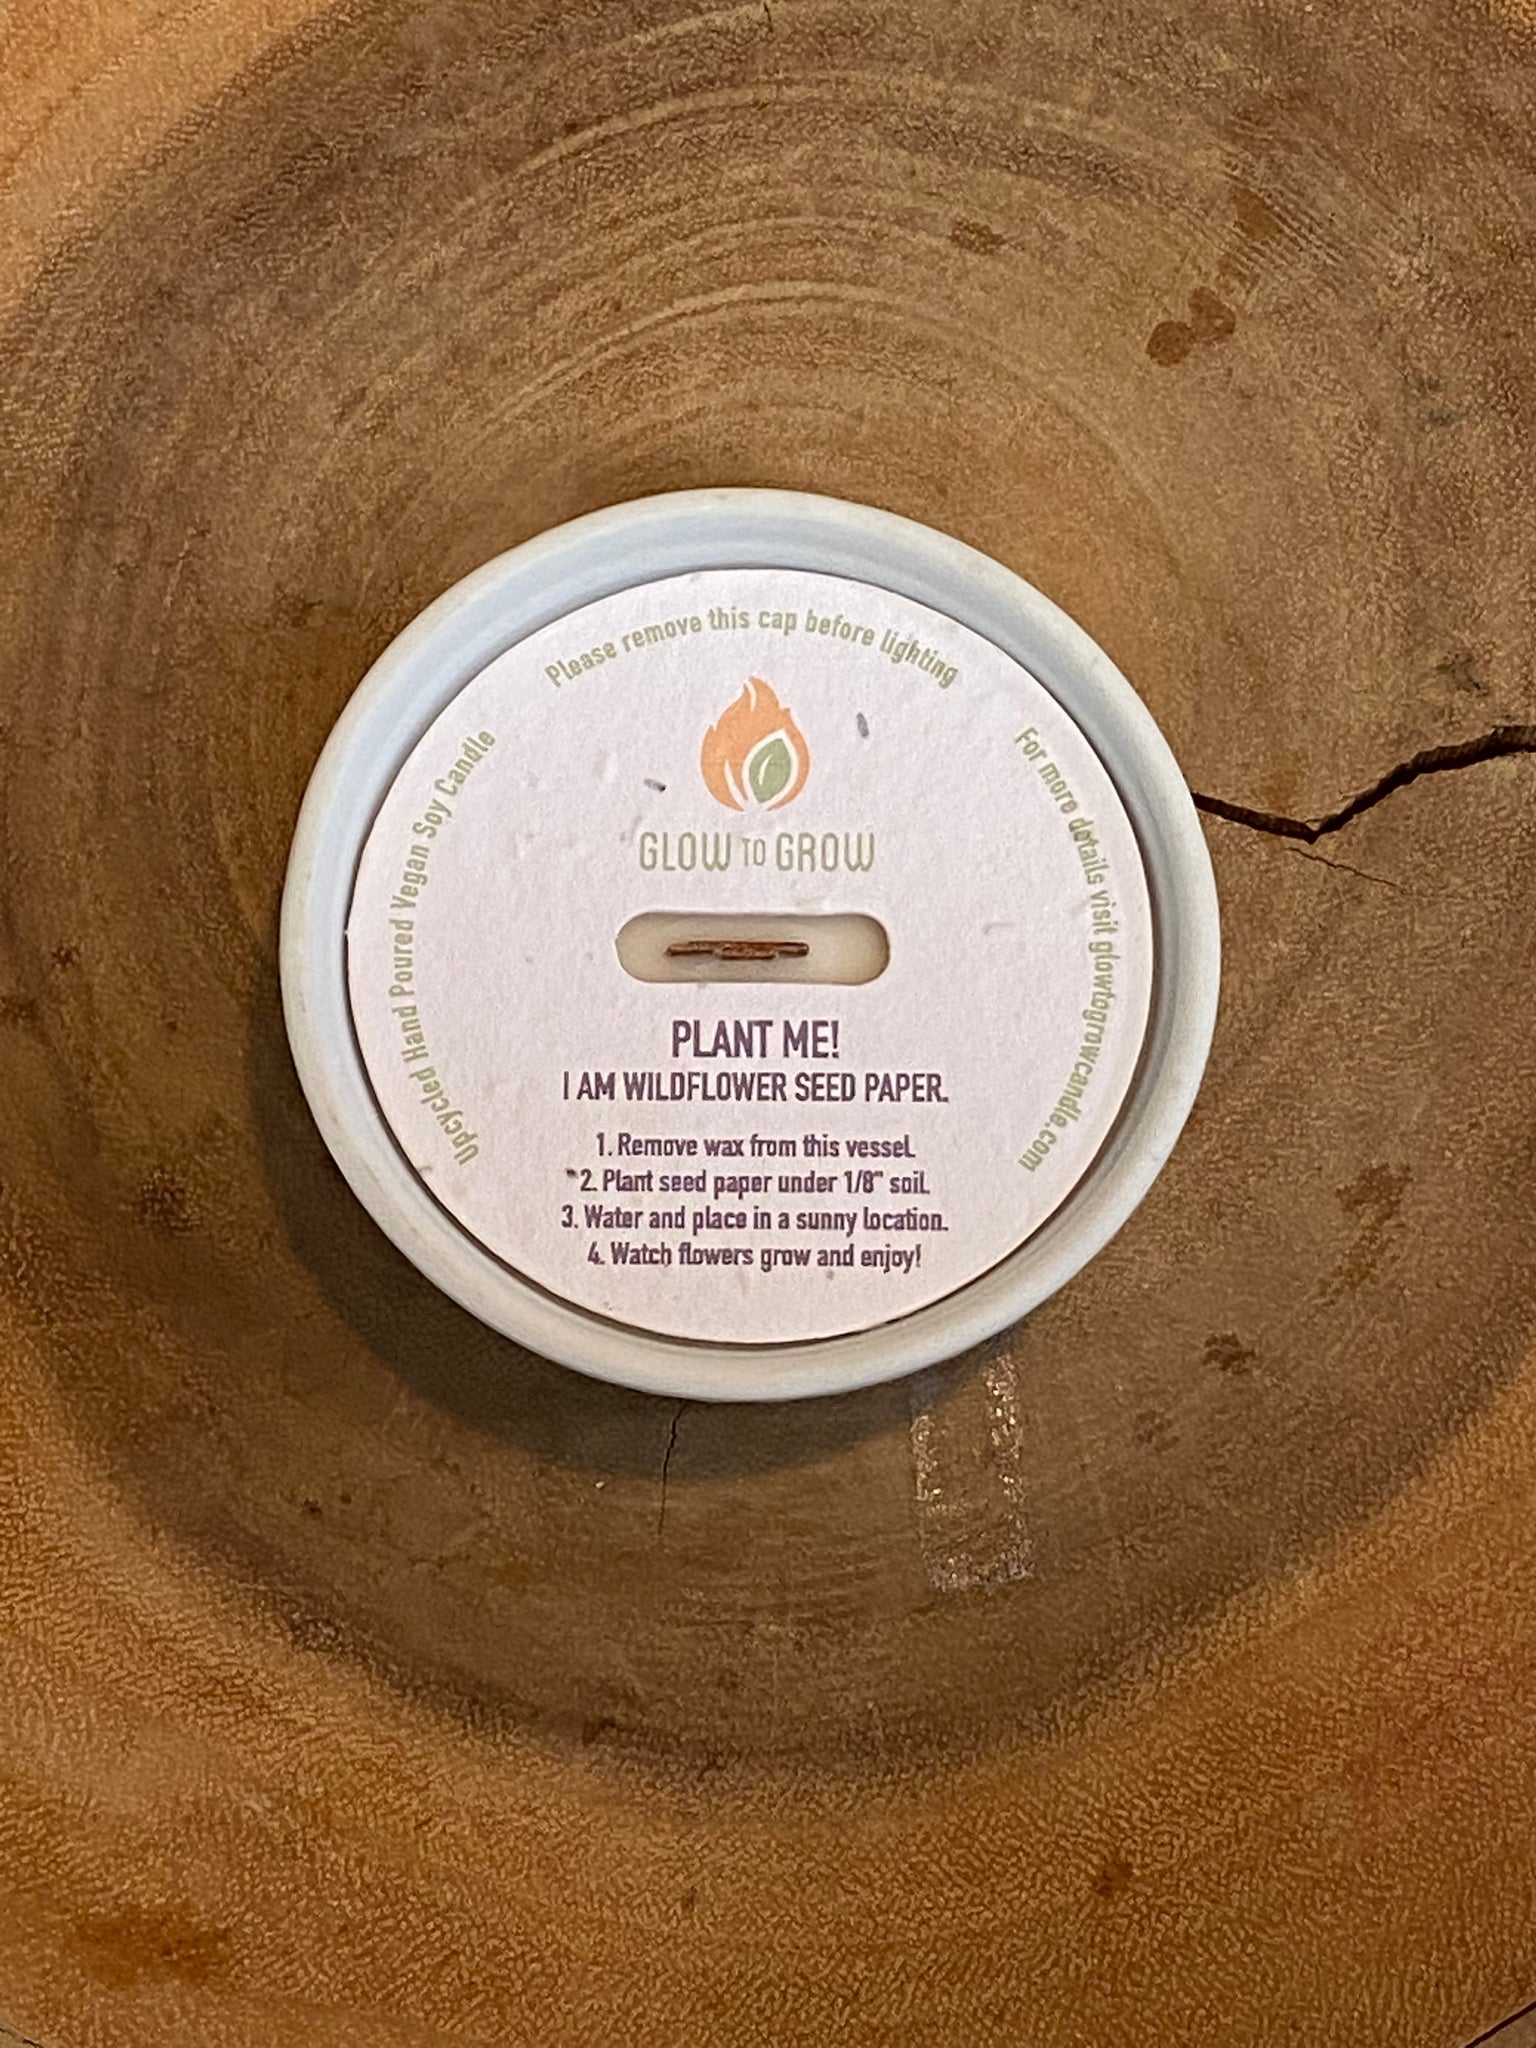 Please remove this cap before lighting
Upcycled Hand Poured Vegan Soy Candle
For more details visit glowtogrowcandle.com
GLOW TO GROW
PLANT ME!
I AM WILDFLOWER SEED PAPER.
1. Remove wax from this vessel.
2. Plant seed paper under 1/8" soil.
3. Water and place in a sunny location.
4. Watch flowers grow and enjoy!